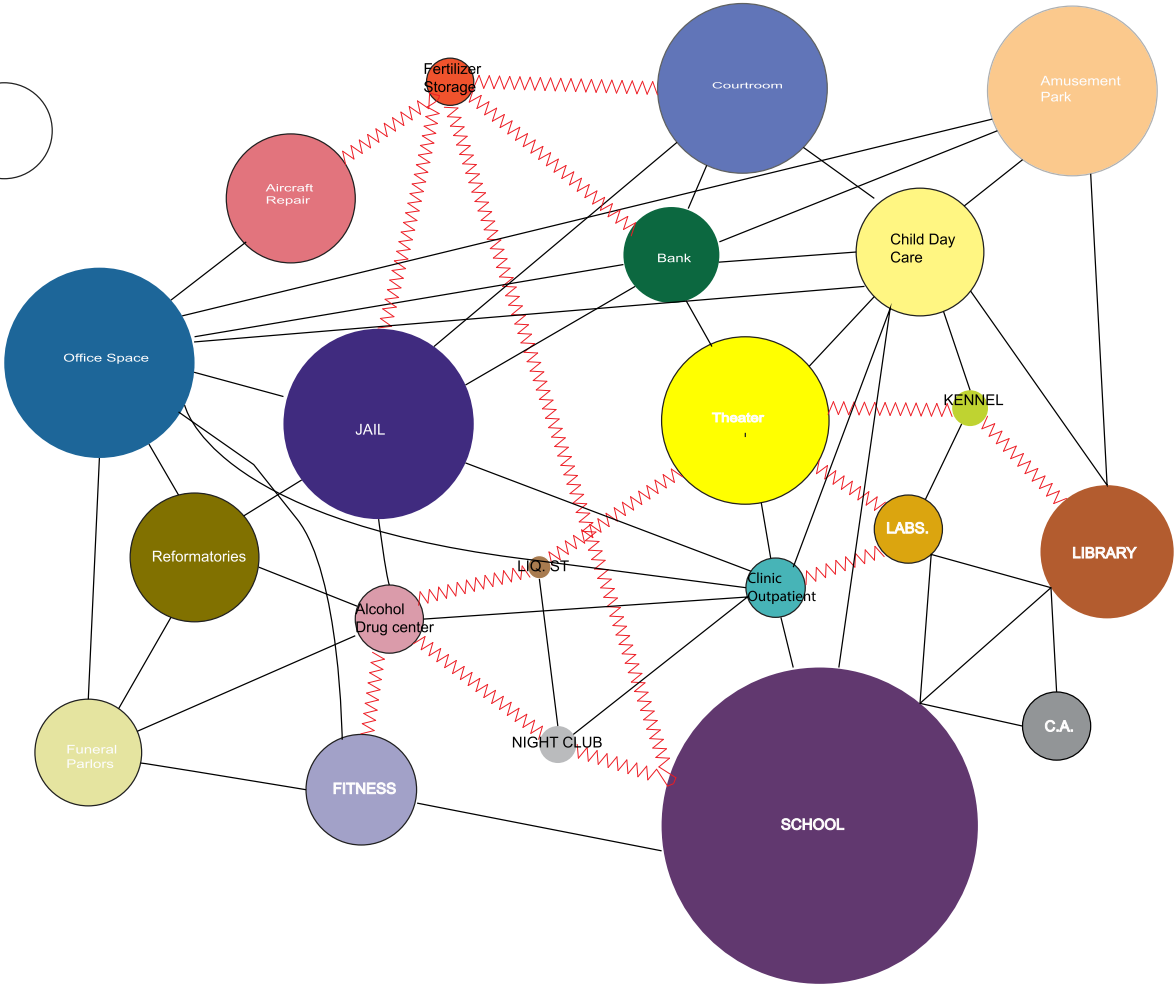 Fertilizer
Storage
Courtroom
Amusement
Park
Aircraft
Repair
Child Day
Care
Bank
Office Space
KENNEL
Theater
JAIL
LABS.
LIBRARY
Reformatories
LIQ. ST
Clinic
Outpatient
Alcohol
Drug center
C.A.
NIGHT CLUB
Funeral
Parlors
FITNESS
SCHOOL